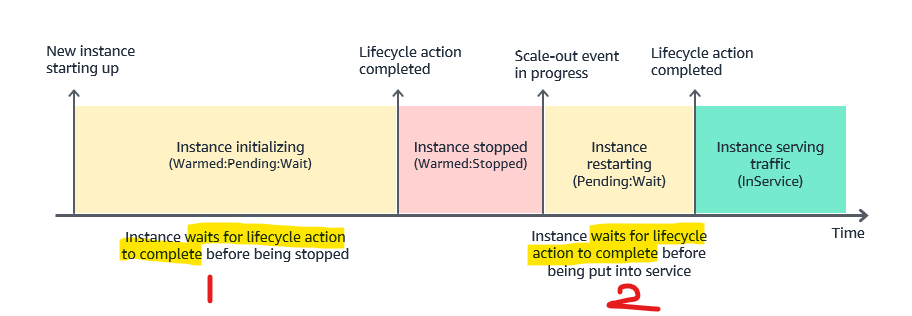 New instance
starting up
Lifecycle action
completed
Scale-out event
in progress
Lifecycle action
completed
Instance initializing
(Warmed:Pending:Wait)
Instance stopped
(Warmed:Stopped)
Instance
restarting
(Pending:Wait)
Instance serving
traffic
(InService)
Time
Instance waits for lifecycle action
to complete before being stopped
Instance waits for lifecycle
action to complete before
being put into service
1
2